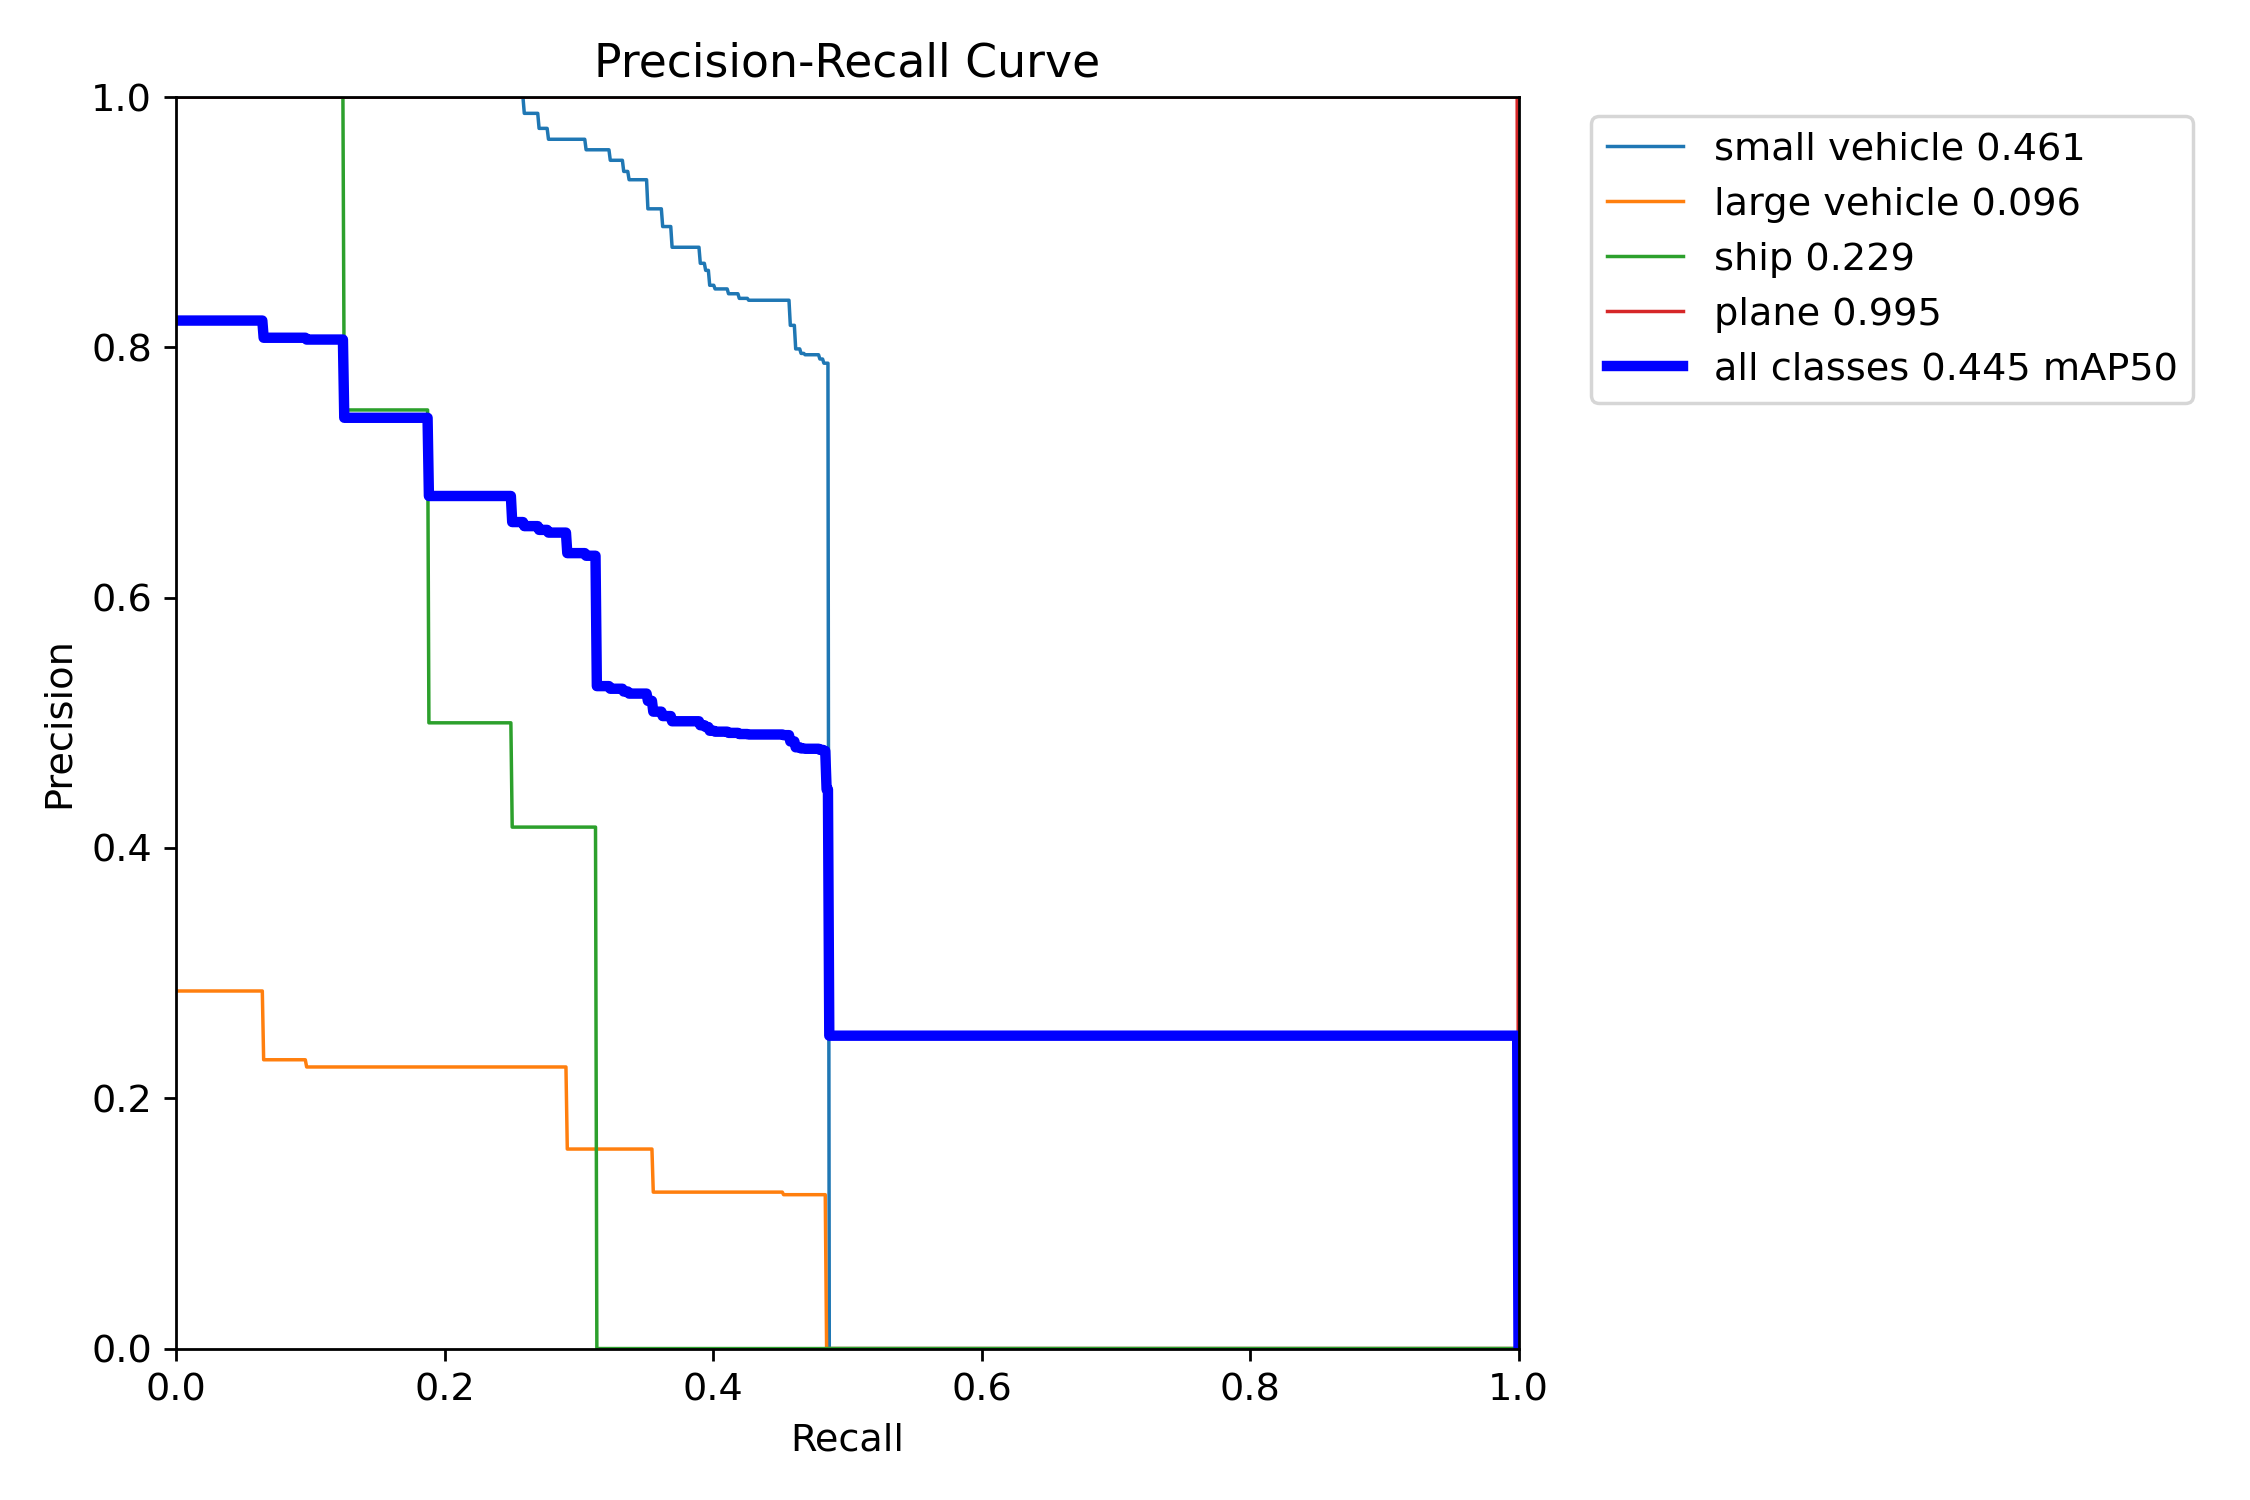 Precision-Recall Curve
1.0
0.8
0.6
0.4
0.2
0.0
Precision
0.0 0.2 0.4 0.6 0.8 1.0
Recall
small vehicle 0.461
large vehicle 0.096
ship 0.229
plane 0.995
all classes 0.445 mAP50